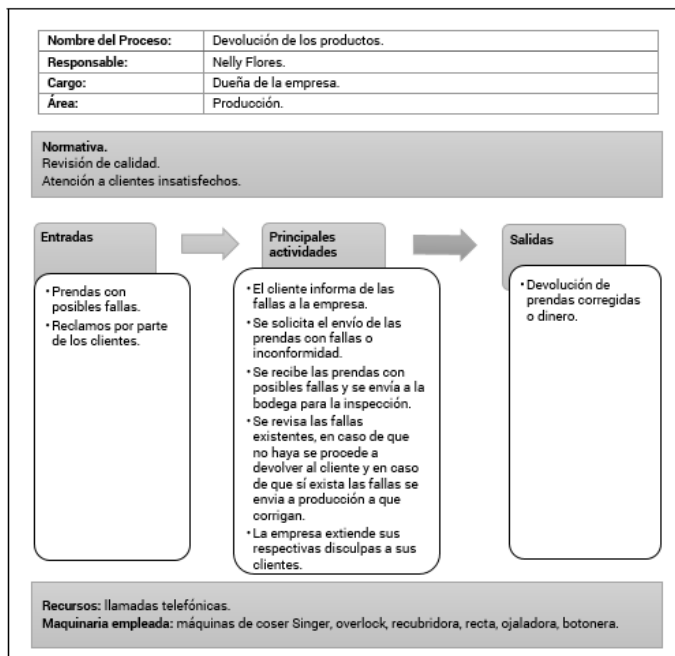 Nombre del Proceso: Devolución de los productos.
Responsable: Nelly Flores.
Cargo: Dueña de la empresa.
Área: Producción.
Normativa.
Revisión de calidad.
Atención a clientes insatisfechos.
Entradas
• Prendas con
posibles fallas.
• Reclamos por parte
de los clientes.
Principales
actividades
• El cliente informa de las
fallas a la empresa.
• Se solicita el envío de las
prendas con fallas o
inconformidad.
• Se recibe las prendas con
posibles fallas y se envía a la
bodega para la inspección.
• Se revisa las fallas
existentes, en caso de que
no haya se procede a
devolver al cliente y en caso
de que sí exista las fallas se
envia a producción a que
corrigan.
• La empresa extiende sus
respectivas disculpas a sus
clientes.
Salidas
• Devolución de
prendas corregidas
o dinero.
Recursos: llamadas telefónicas.
Maquinaria empleada: máquinas de coser Singer, overlock, recubridora, recta, ojaladora, botonera.